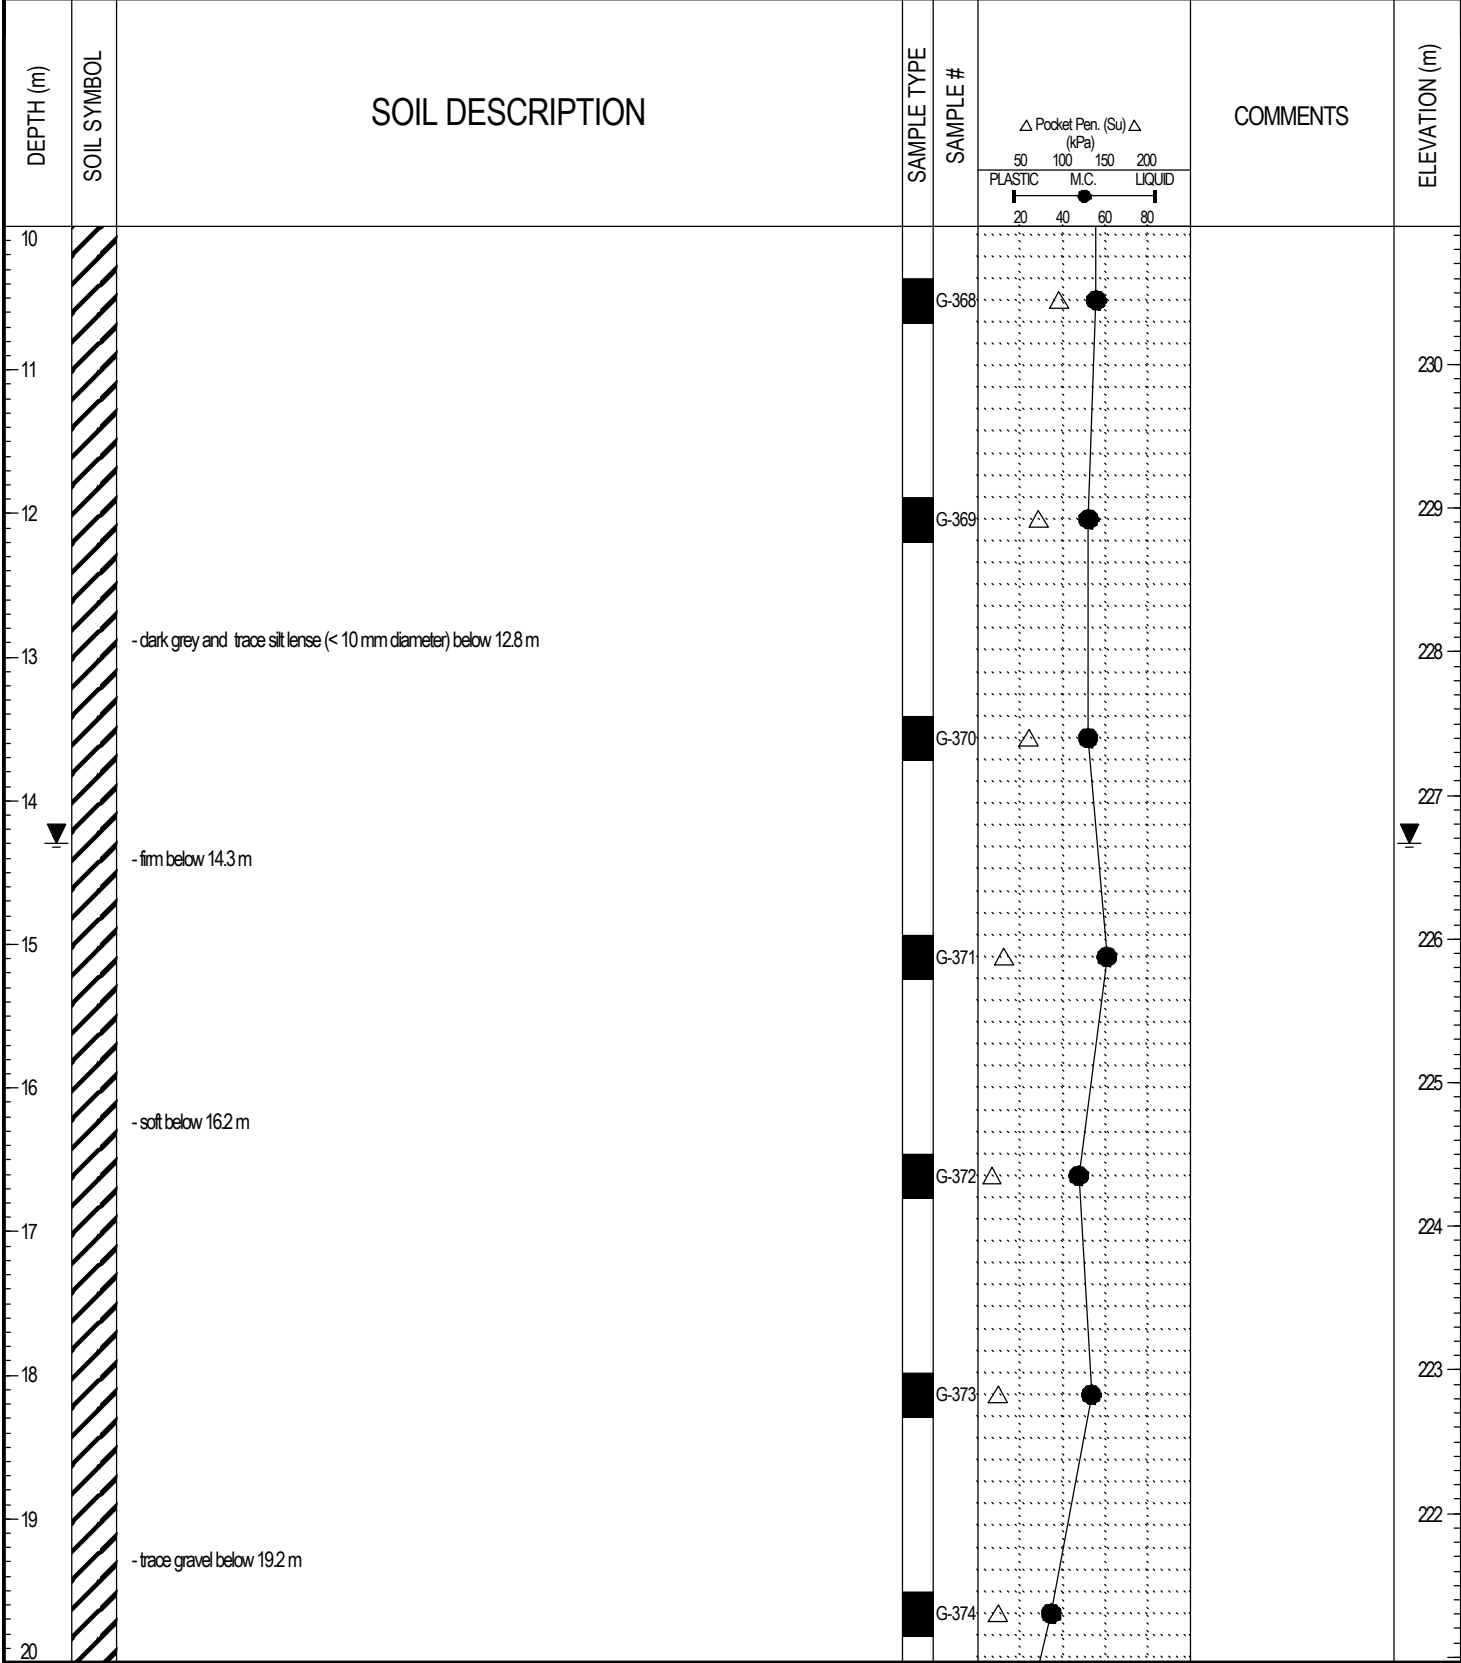 DEPTH (m)
SOIL SYMBOL
SOIL DESCRIPTION
SAMPLE TYPE
SAMPLE #
△ Pocket Pen. (Su) △
(kPa)
50 100 150 200
PLASTIC M.C. LIQUID
20 40 60 80
COMMENTS
ELEVATION (m)
10
G-368
11
230
12
G-369
229
- dark grey and trace silt lense (< 10 mm diameter) below 12.8 m
13
228
G-370
14
227
- firm below 14.3 m
15
226
G-371
16
225
- soft below 16.2 m
G-372
17
224
18
223
G-373
19
222
- trace gravel below 19.2 m
G-374
20